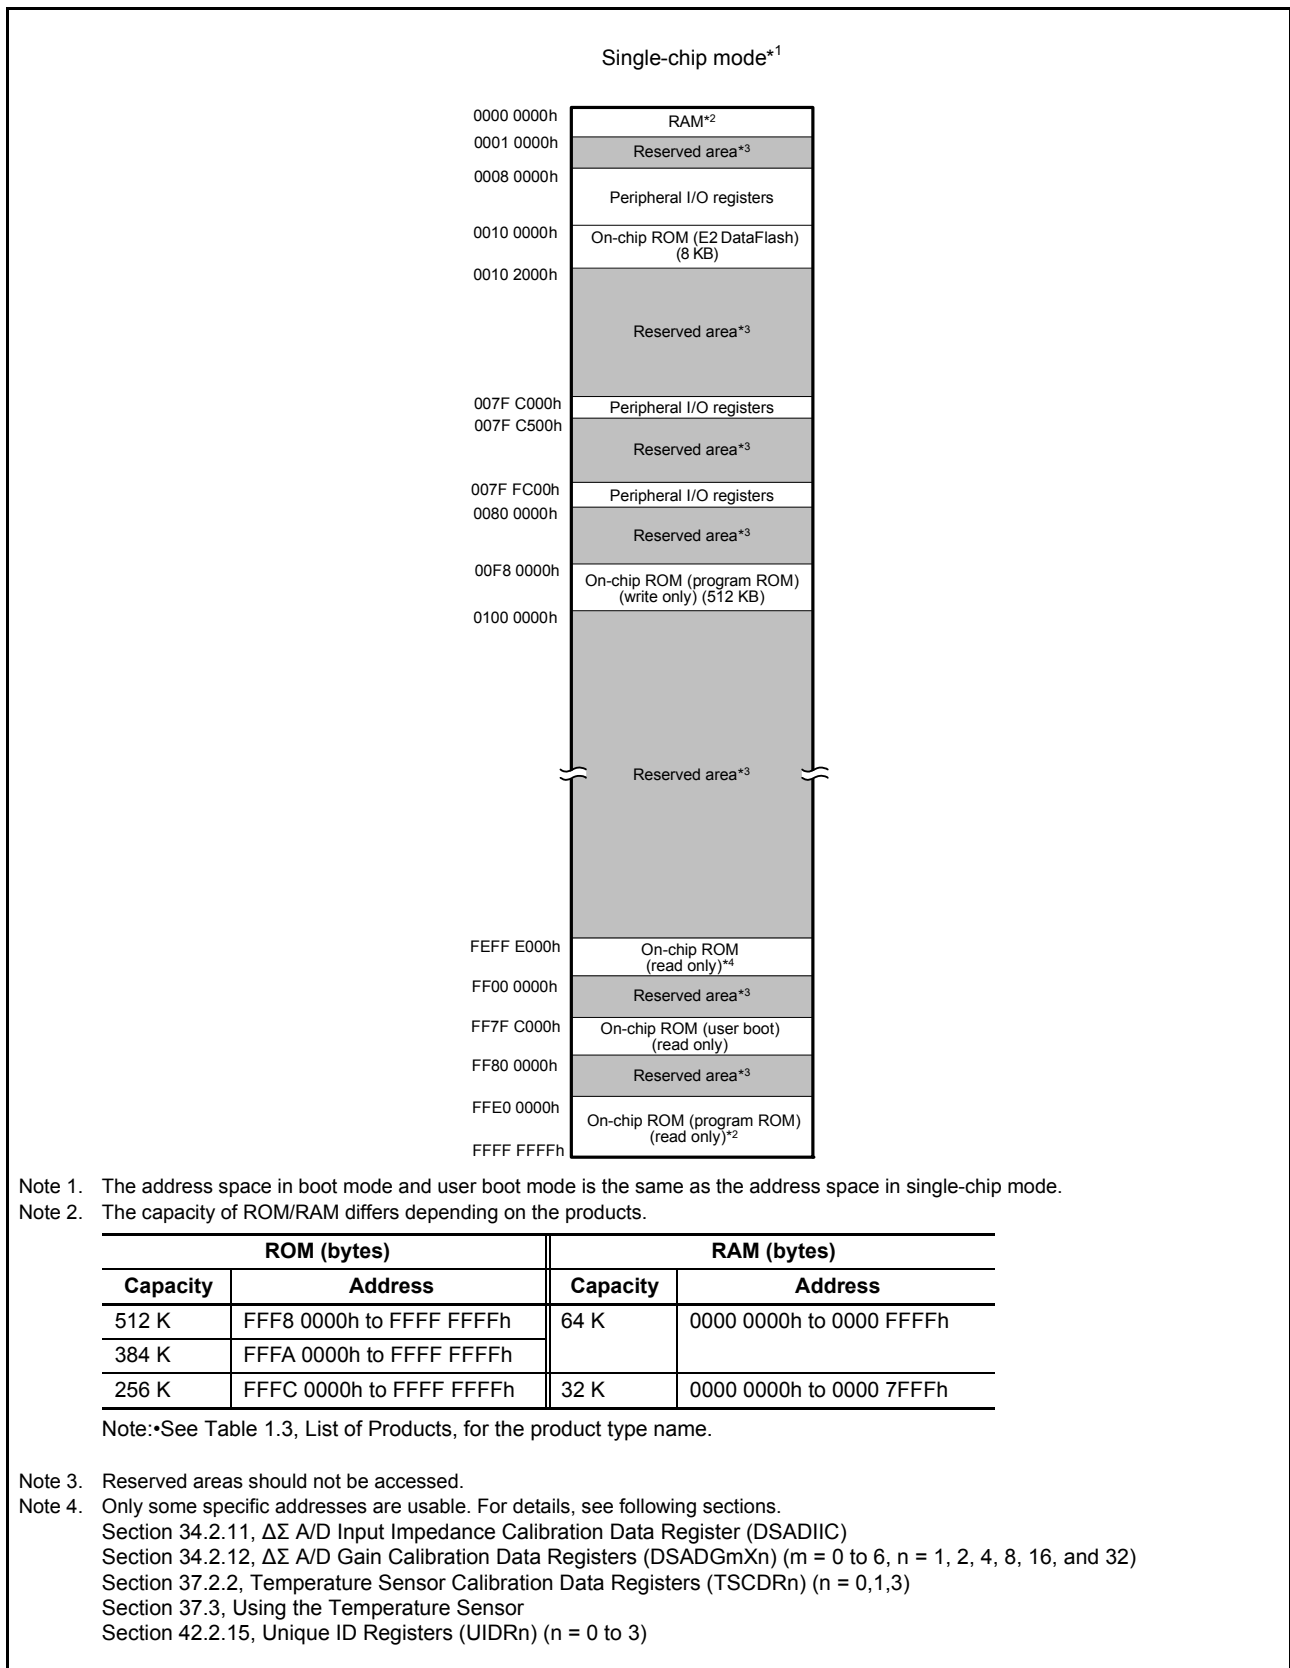 Single-chip mode*1
0000 0000h
RAM*2
0001 0000h
Reserved area*3
0008 0000h
Peripheral I/O registers
0010 0000h
On-chip ROM (E2 DataFlash)
(8 KB)
0010 2000h
Reserved area*3
007F C000h
Peripheral I/O registers
007F C500h
Reserved area*3
007F FC00h
Peripheral I/O registers
0080 0000h
Reserved area*3
00F8 0000h
On-chip ROM (program ROM)
(write only) (512 KB)
0100 0000h
Reserved area*3
FEFF E000h
On-chip ROM
(read only)*4
FF00 0000h
Reserved area*3
FF7F C000h
On-chip ROM (user boot)
(read only)
FF80 0000h
Reserved area*3
FFE0 0000h
On-chip ROM (program ROM)
(read only)*2
FFFF FFFFh
Note 1. The address space in boot mode and user boot mode is the same as the address space in single-chip mode.
Note 2. The capacity of ROM/RAM differs depending on the products.
ROM (bytes) RAM (bytes)
Capacity Address Capacity Address
512 K FFF8 0000h to FFFF FFFFh 64 K 0000 0000h to 0000 FFFFh
384 K FFFA 0000h to FFFF FFFFh
256 K FFFC 0000h to FFFF FFFFh 32 K 0000 0000h to 0000 7FFFh
Note:•See Table 1.3, List of Products, for the product type name.
Note 3. Reserved areas should not be accessed.
Note 4. Only some specific addresses are usable. For details, see following sections.
Section 34.2.11, ΔΣ A/D Input Impedance Calibration Data Register (DSADIIC)
Section 34.2.12, ΔΣ A/D Gain Calibration Data Registers (DSADGmXn) (m = 0 to 6, n = 1, 2, 4, 8, 16, and 32)
Section 37.2.2, Temperature Sensor Calibration Data Registers (TSCDRn) (n = 0,1,3)
Section 37.3, Using the Temperature Sensor
Section 42.2.15, Unique ID Registers (UIDRn) (n = 0 to 3)